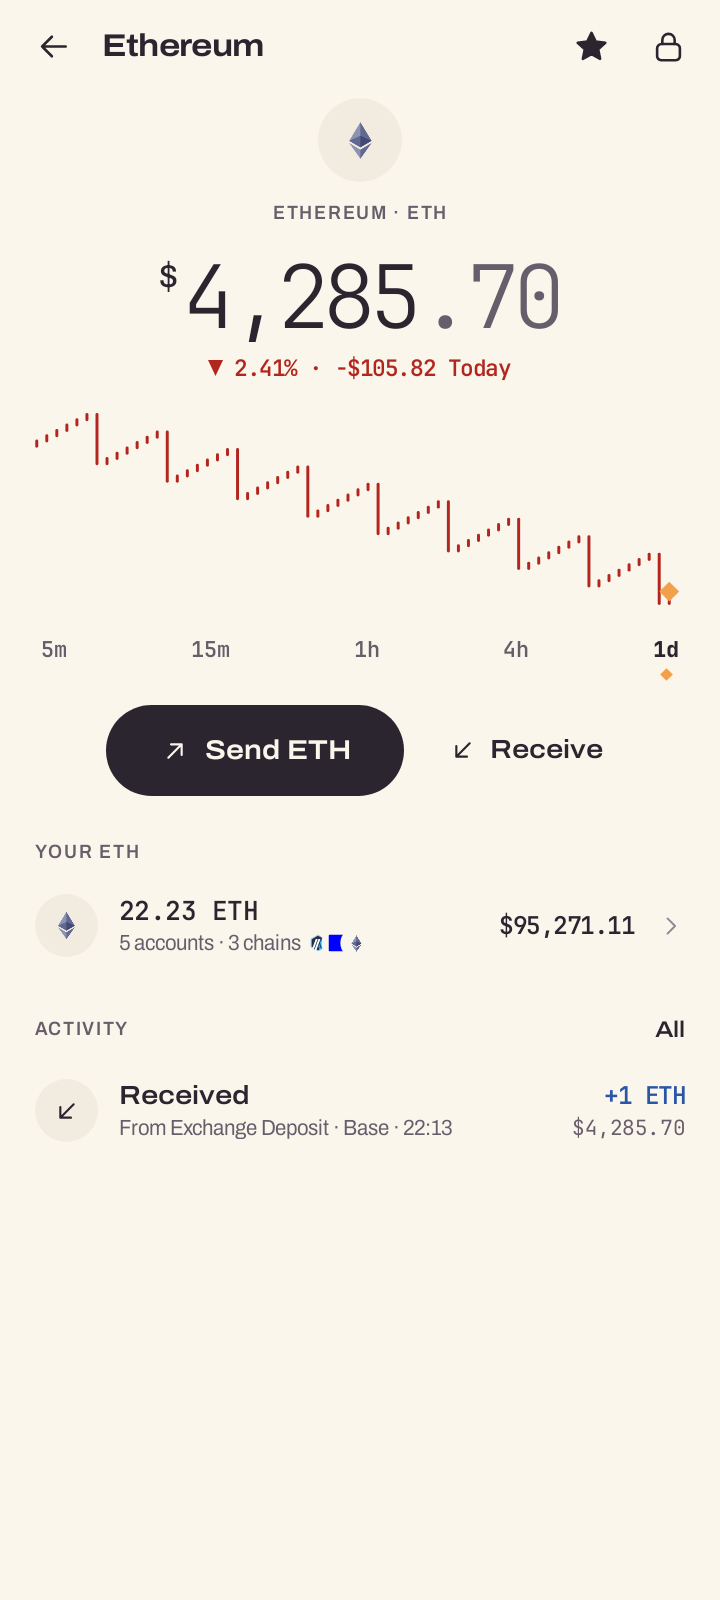 Ethereum
ETHEREUM · ETH
$4,285.70
▼ 2.41% · -$105.82 Today
5m 15m 1h 4h 1d
Send ETH Receive
YOUR ETH
22.23 ETH $95,271.11
5 accounts · 3 chains
ACTIVITY All
Received +1 ETH
From Exchange Deposit · Base · 22:13 $4,285.70